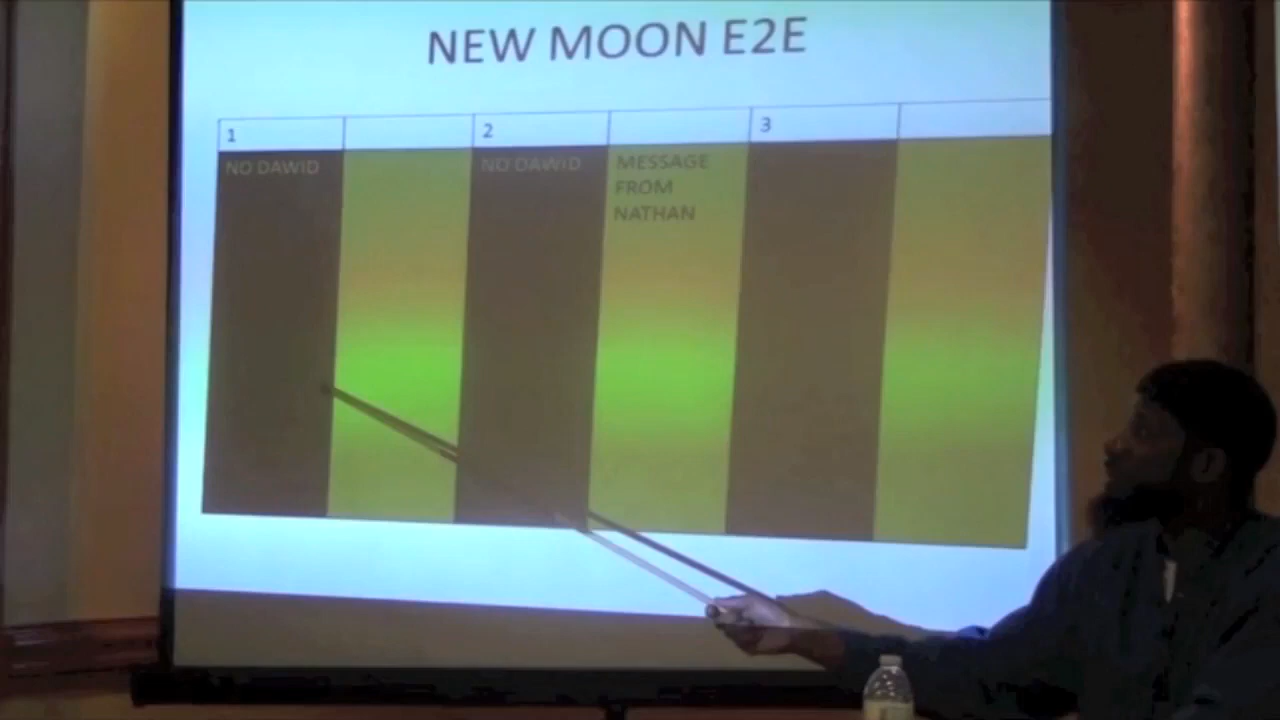 NEW MOON E2E
1
2
3
NO DAWID
NO DAWID
MESSAGE
FROM
NATHAN